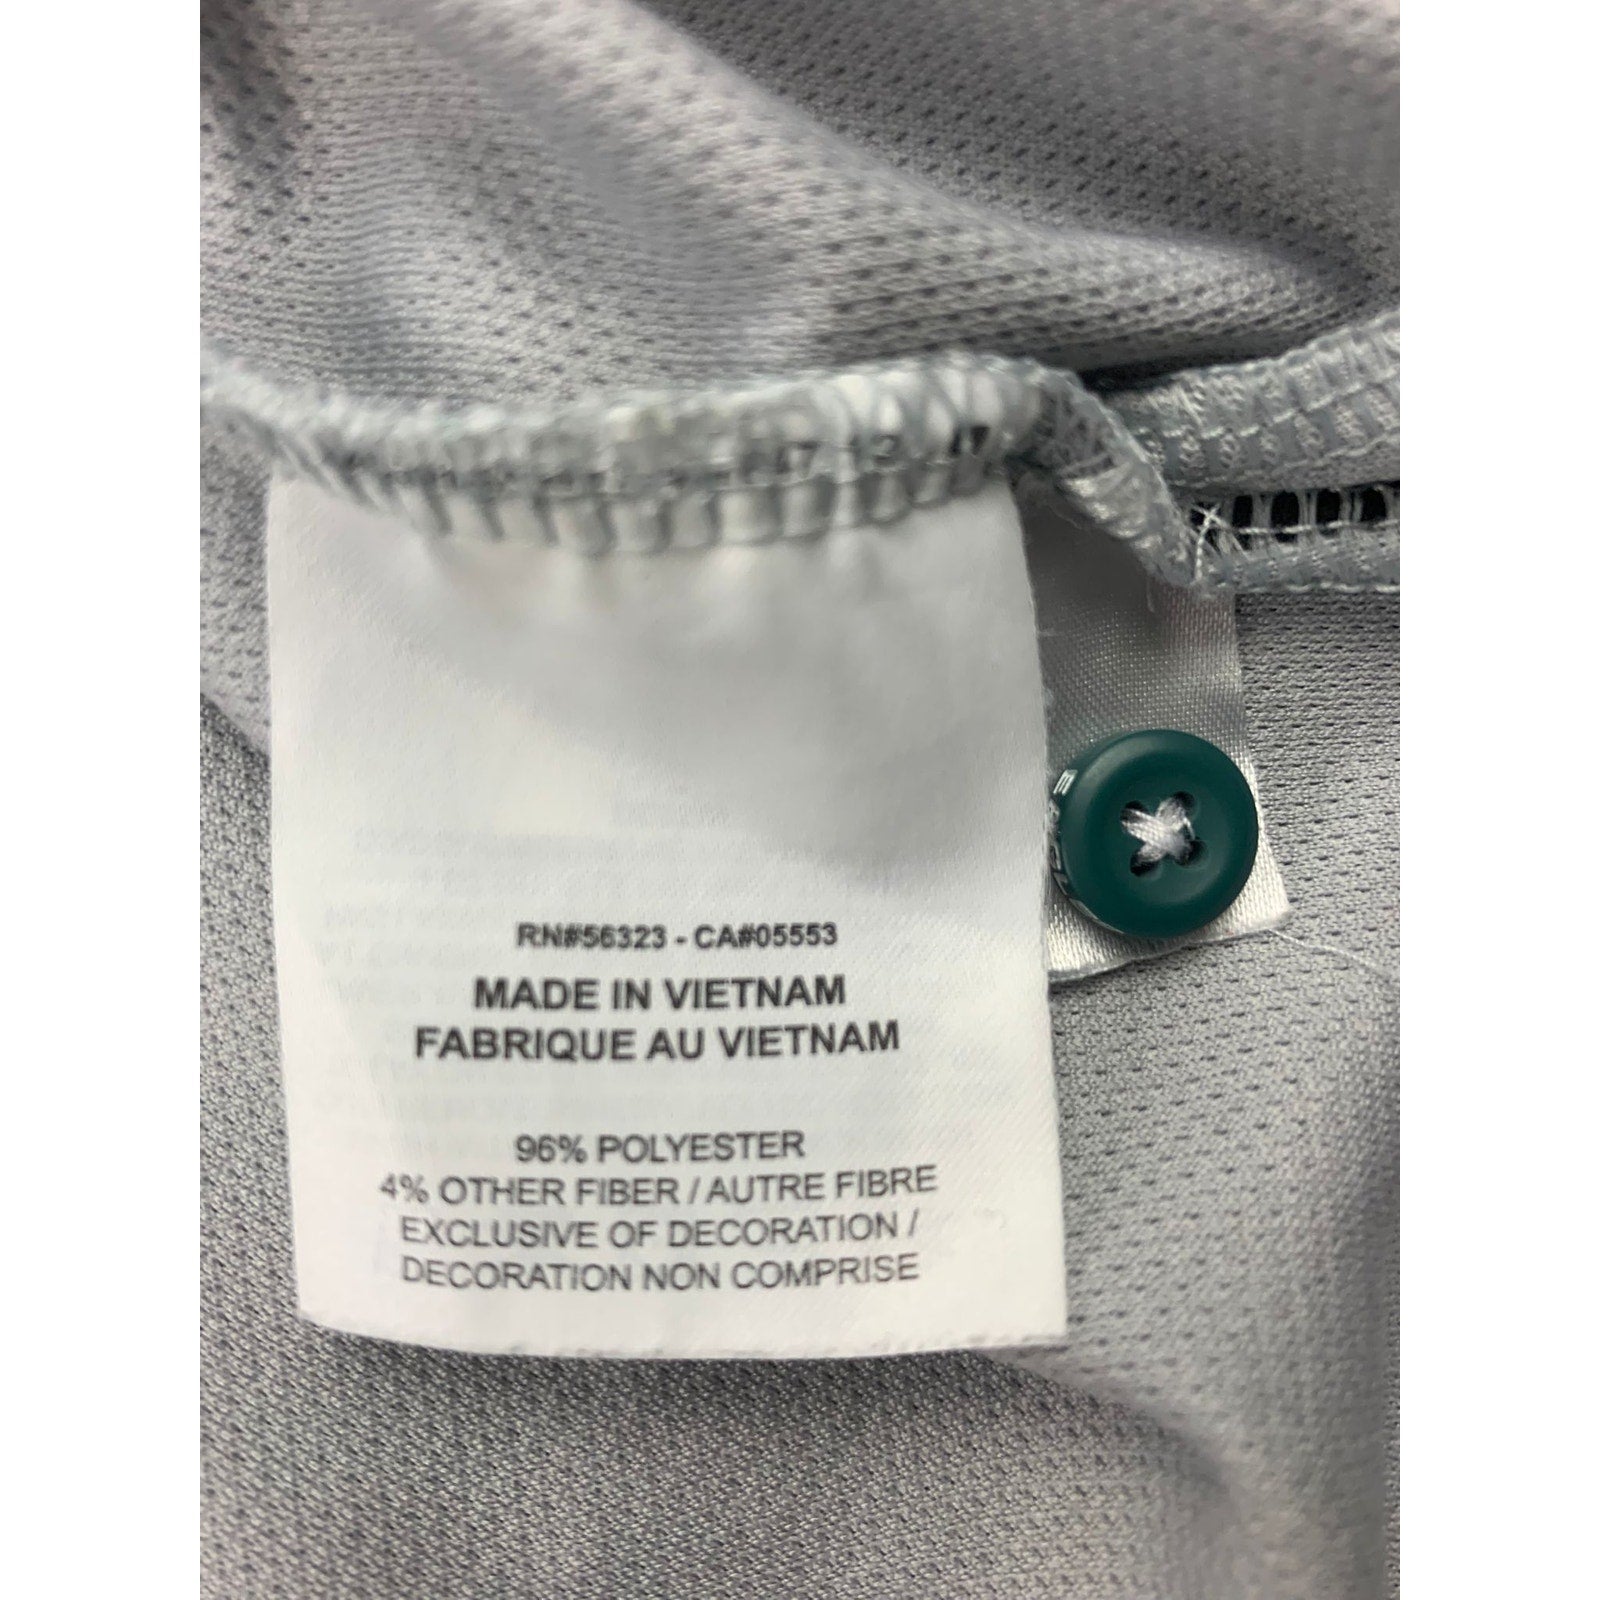 RN#56323 - CA#05553
MADE IN VIETNAM
FABRIQUE AU VIETNAM
96% POLYESTER
4% OTHER FIBER / AUTRE FIBRE
EXCLUSIVE OF DECORATION /
DECORATION NON COMPRISE